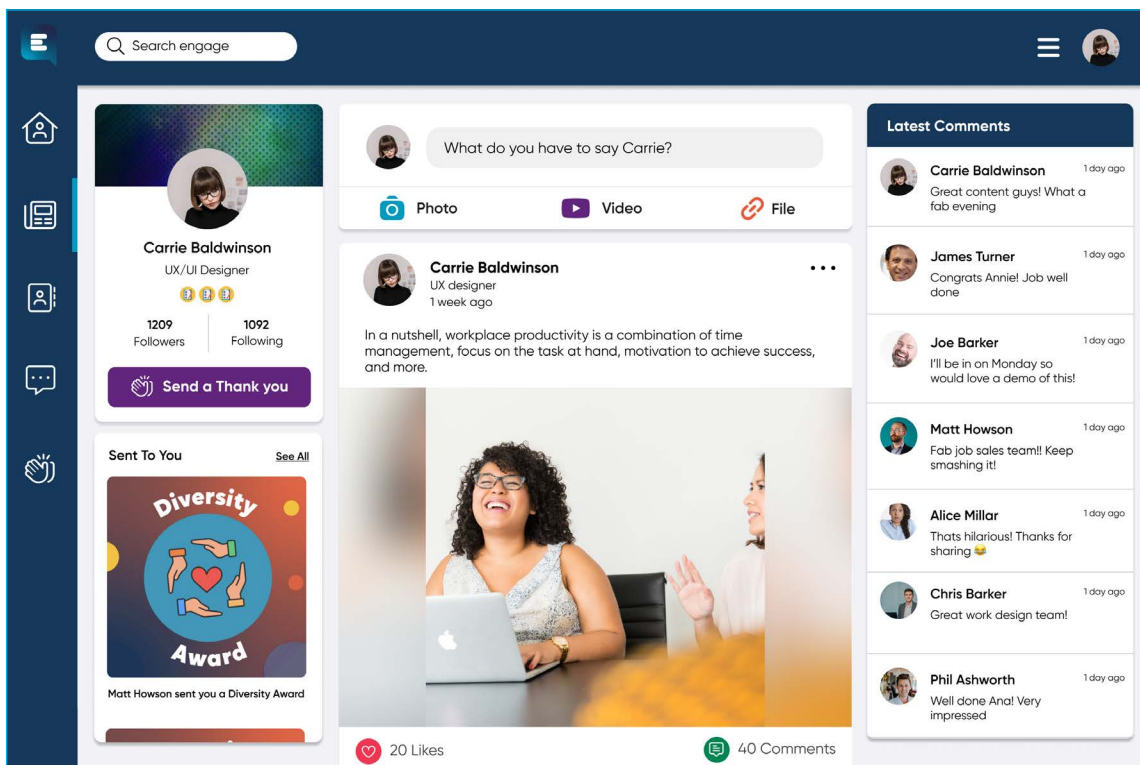 E
Search engage
Carrie Baldwinson
UX/UI Designer
1209
Followers
1092
Following
Send a Thank you
Sent To You
See All
Diversity
Award
Matt Howson sent you a Diversity Award
What do you have to say Carrie?
Photo
Video
File
Carrie Baldwinson
UX designer
1 week ago
In a nutshell, workplace productivity is a combination of time
management, focus on the task at hand, motivation to achieve success,
and more.
20 Likes
40 Comments
Latest Comments
Carrie Baldwinson
1 day ago
Great content guys! What a
fab evening
James Turner
1 day ago
Congrats Annie! Job well
done
Joe Barker
1 day ago
I'll be in on Monday so
would love a demo of this!
Matt Howson
1 day ago
Fab job sales team!! Keep
smashing it!
Alice Millar
1 day ago
Thats hilarious! Thanks for
sharing 😂
Chris Barker
1 day ago
Great work design team!
Phil Ashworth
1 day ago
Well done Ana! Very
impressed